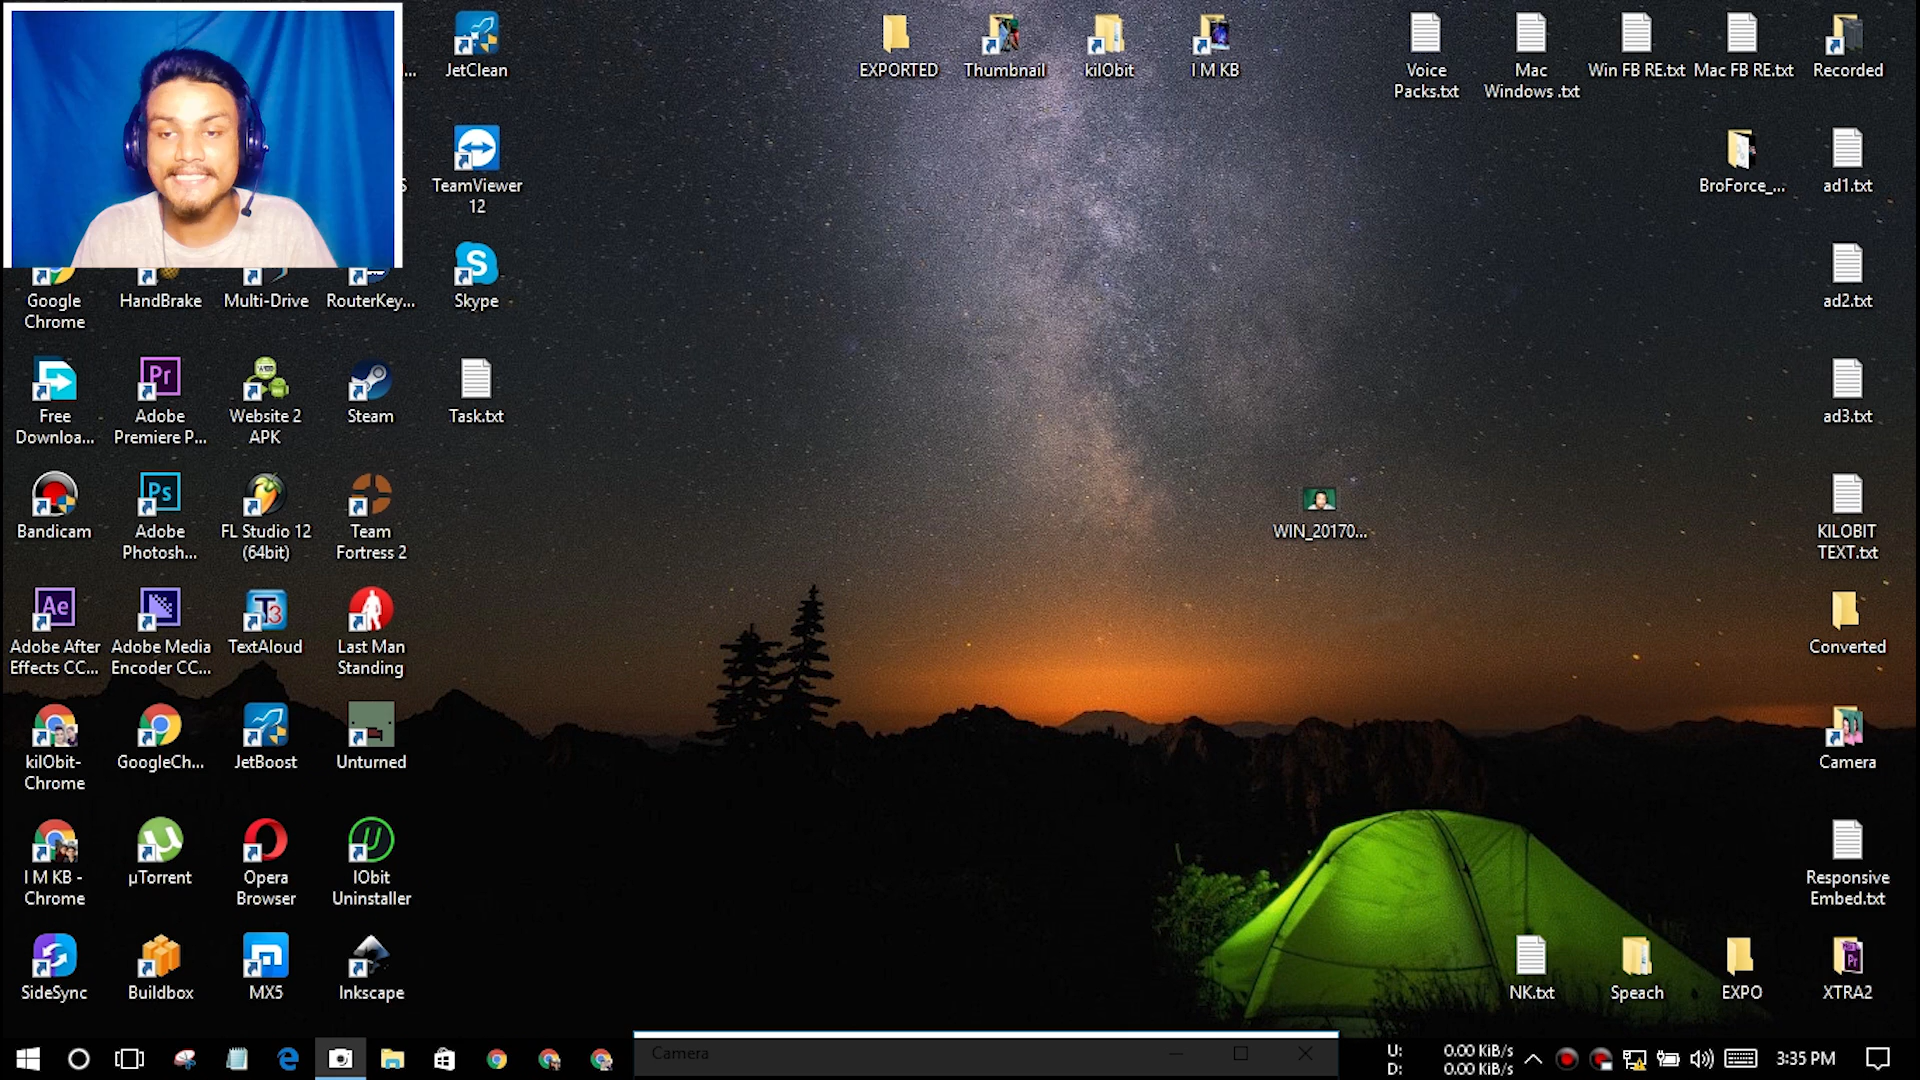 JetClean
EXPORTED
Thumbnail
kilObit
I M KB
Voice
Packs.txt
Mac
Windows .txt
Win FB RE.txt
Mac FB RE.txt
Recorded
TeamViewer
12
BroForce_...
ad1.txt
Google
Chrome
HandBrake
Multi-Drive
RouterKey...
Skype
ad2.txt
Free
Downloa...
Adobe
Premiere P...
Website 2
APK
Steam
Task.txt
ad3.txt
Bandicam
Adobe
Photosh...
FL Studio 12
(64bit)
Team
Fortress 2
WIN_20170...
KILOBIT
TEXT.txt
Adobe After
Effects CC...
Adobe Media
Encoder CC...
TextAloud
Last Man
Standing
Converted
kilObit-
Chrome
GoogleCh...
JetBoost
Unturned
Camera
I M KB -
Chrome
µTorrent
Opera
Browser
IObit
Uninstaller
Responsive
Embed.txt
SideSync
Buildbox
MX5
Inkscape
NK.txt
Speach
EXPO
XTRA2
Camera
U: 0.00 KiB/s
D: 0.00 KiB/s
3:35 PM